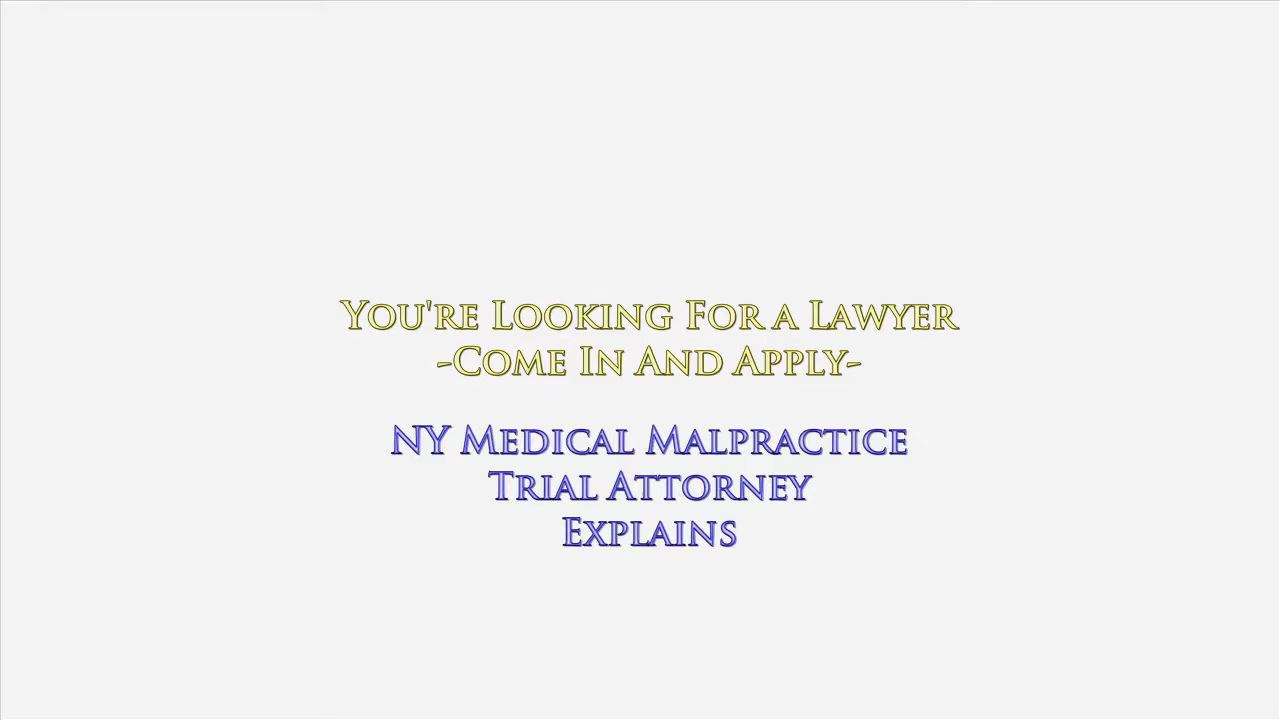 You're Looking For a Lawyer
-Come In And Apply-
NY Medical Malpractice
Trial Attorney
Explains